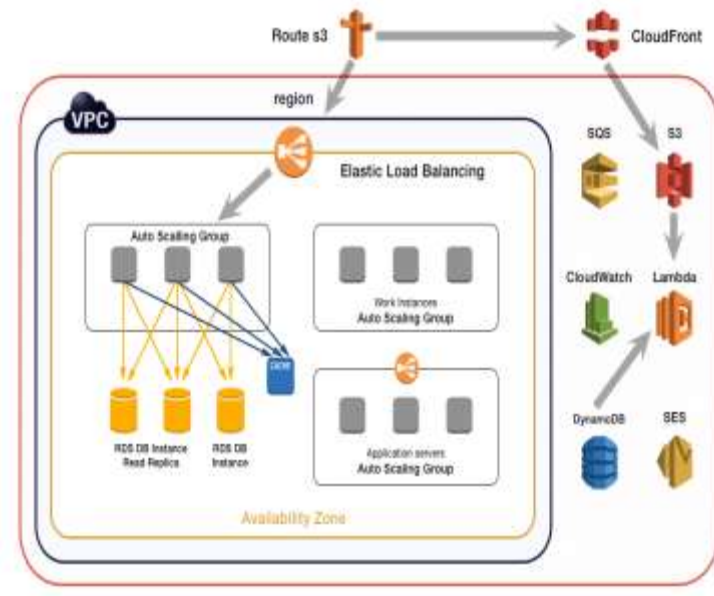 Route s3
CloudFront
region
VPC
SQS
S3
Elastic Load Balancing
Auto Scalling Group
CloudWatch
Lambda
Work Instances
Auto Scaling Group
DynamoDB
SES
RDS DB Instance
Read Replica
RDS DB
Instance
Application servers
Auto Scaling Group
Availability Zone